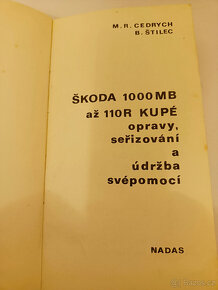 M. R. CEDRYCH
B. ŠTILEC
ŠKODA 1000 MB
až 110R KUPÉ
opravy,
seřizování
a
údržba
svépomocí
NADAS